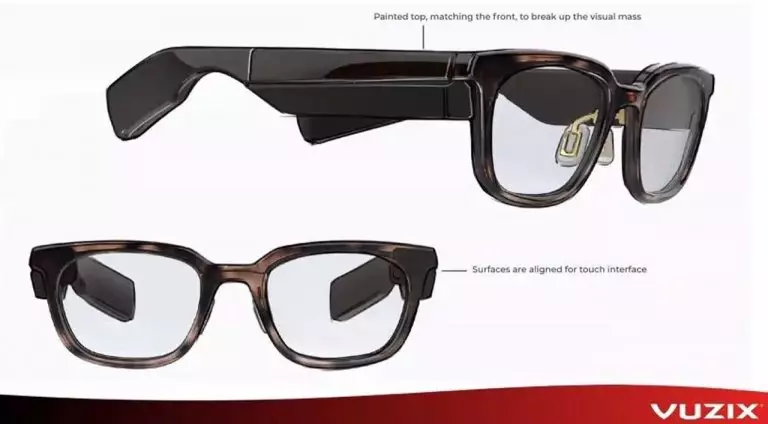 Painted top, matching the front, to break up the visual mass
Surfaces are aligned for touch interface
VUZIX